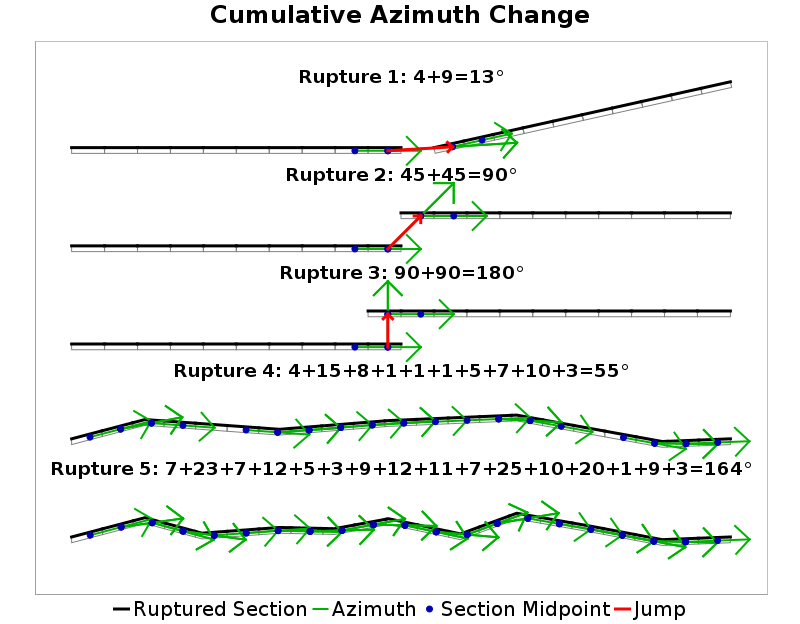 Cumulative Azimuth Change
Rupture 1: 4+9=13°
Rupture 2: 45+45=90°
Rupture 3: 90+90=180°
Rupture 4: 4+15+8+1+1+1+5+7+10+3=55°
Rupture 5: 7+23+7+12+5+3+9+12+11+7+25+10+20+1+9+3=164°
Ruptured Section Azimuth Section Midpoint Jump